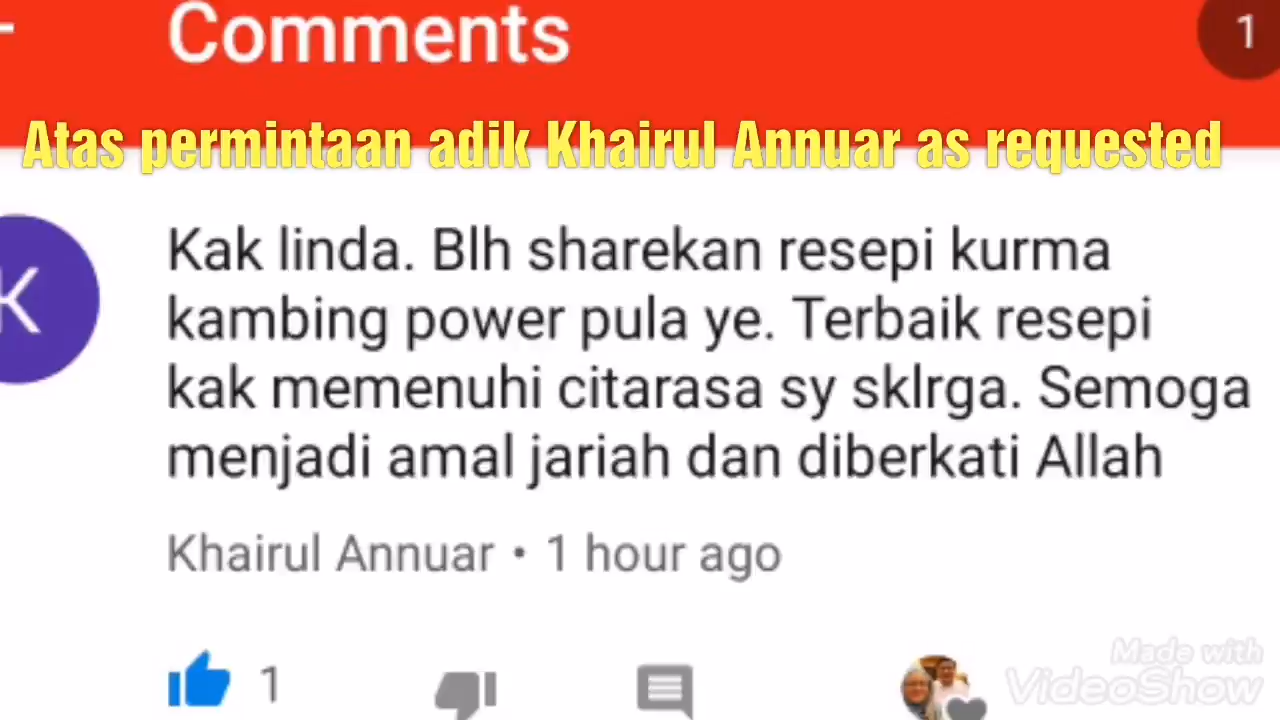 Comments
1
Atas permintaan adik Khairul Annuar as requested
K
Kak linda. Blh sharekan resepi kurma
kambing power pula ye. Terbaik resepi
kak memenuhi citarasa sy sklrga. Semoga
menjadi amal jariah dan diberkati Allah
Khairul Annuar • 1 hour ago
1
Made with
VideoShow